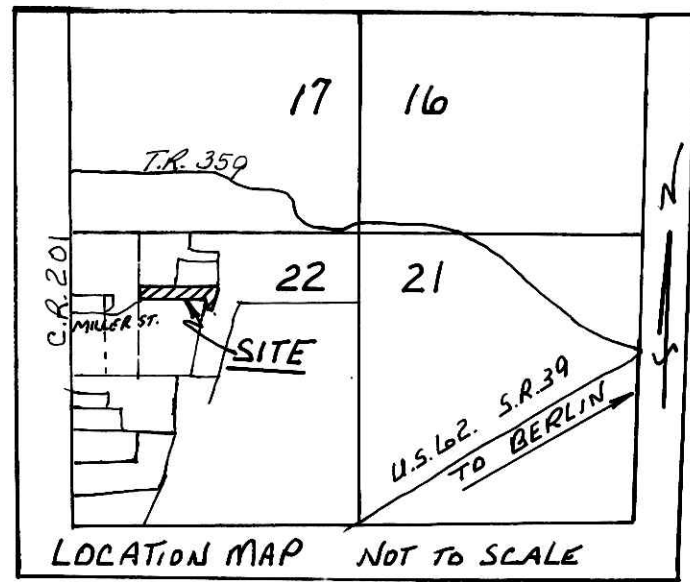 17
16
T.R. 359
C.R. 201
22
21
MILLER ST.
SITE
U.S. 62. S.R. 39
TO BERLIN
N
S
LOCATION MAP NOT TO SCALE